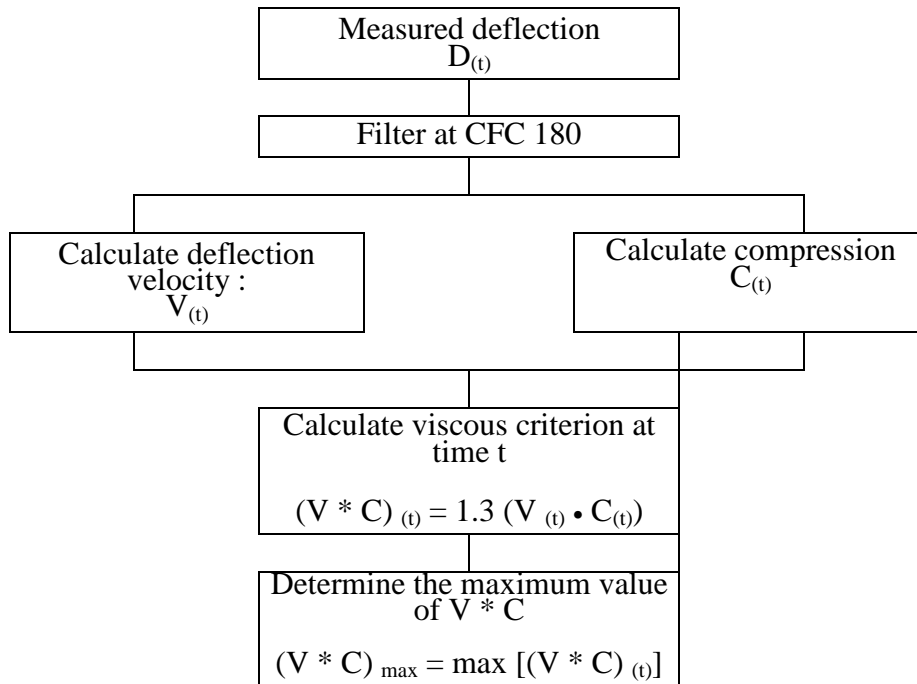 Measured deflection
D(t)
Filter at CFC 180
Calculate deflection
velocity :
V(t)
Calculate compression
C(t)
Calculate viscous criterion at
time t
(V * C) (t) = 1.3 (V (t) • C(t))
Determine the maximum value
of V * C
(V * C) max = max [(V * C) (t)]